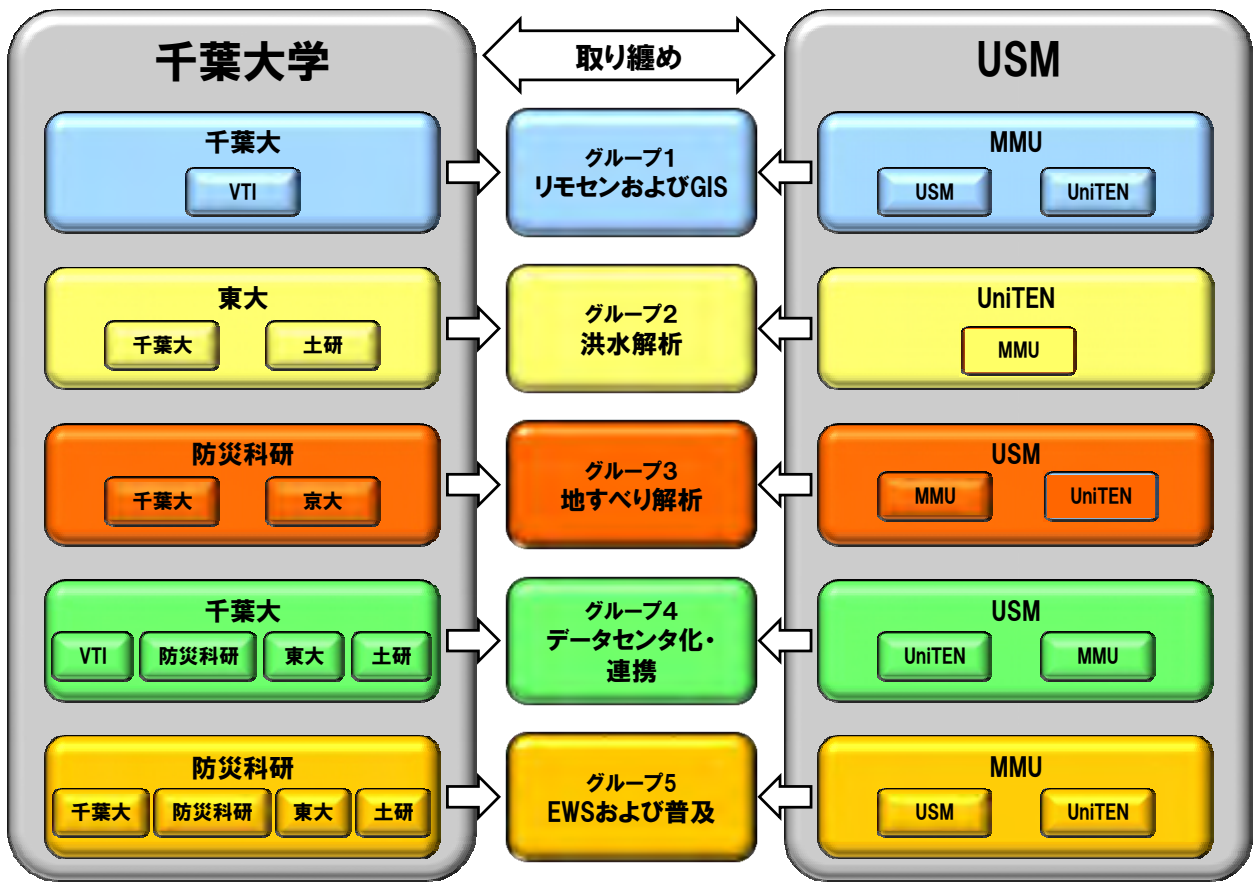 千葉大学
取り纏め
USM
千葉大
VTI
グループ1
リモセンおよびGIS
MMU
USM
UniTEN
東大
千葉大
土研
グループ2
洪水解析
UniTEN
MMU
防災科研
千葉大
京大
グループ3
地すべり解析
USM
MMU
UniTEN
千葉大
VTI
防災科研
東大
土研
グループ4
データセンタ化・
連携
USM
UniTEN
MMU
防災科研
千葉大
防災科研
東大
土研
グループ5
EWSおよび普及
MMU
USM
UniTEN